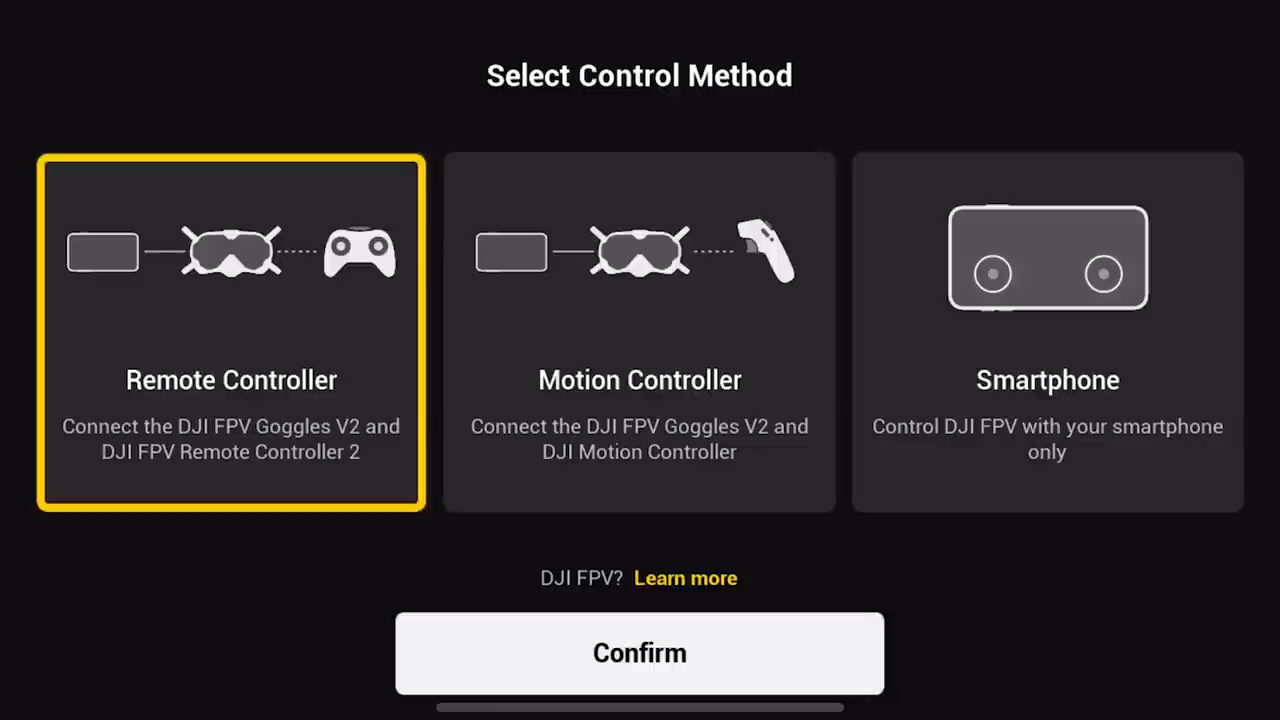 Select Control Method
Remote Controller
Connect the DJI FPV Goggles V2 and
DJI FPV Remote Controller 2
Motion Controller
Connect the DJI FPV Goggles V2 and
DJI Motion Controller
Smartphone
Control DJI FPV with your smartphone
only
DJI FPV? Learn more
Confirm